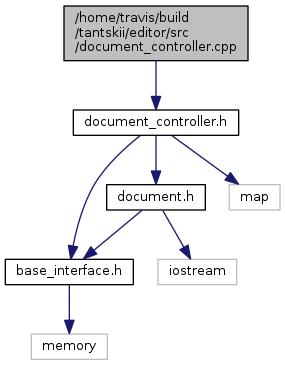 /home/travis/build
/tantskii/editor/src
/document_controller.cpp
document_controller.h
document.h
map
base_interface.h
iostream
memory